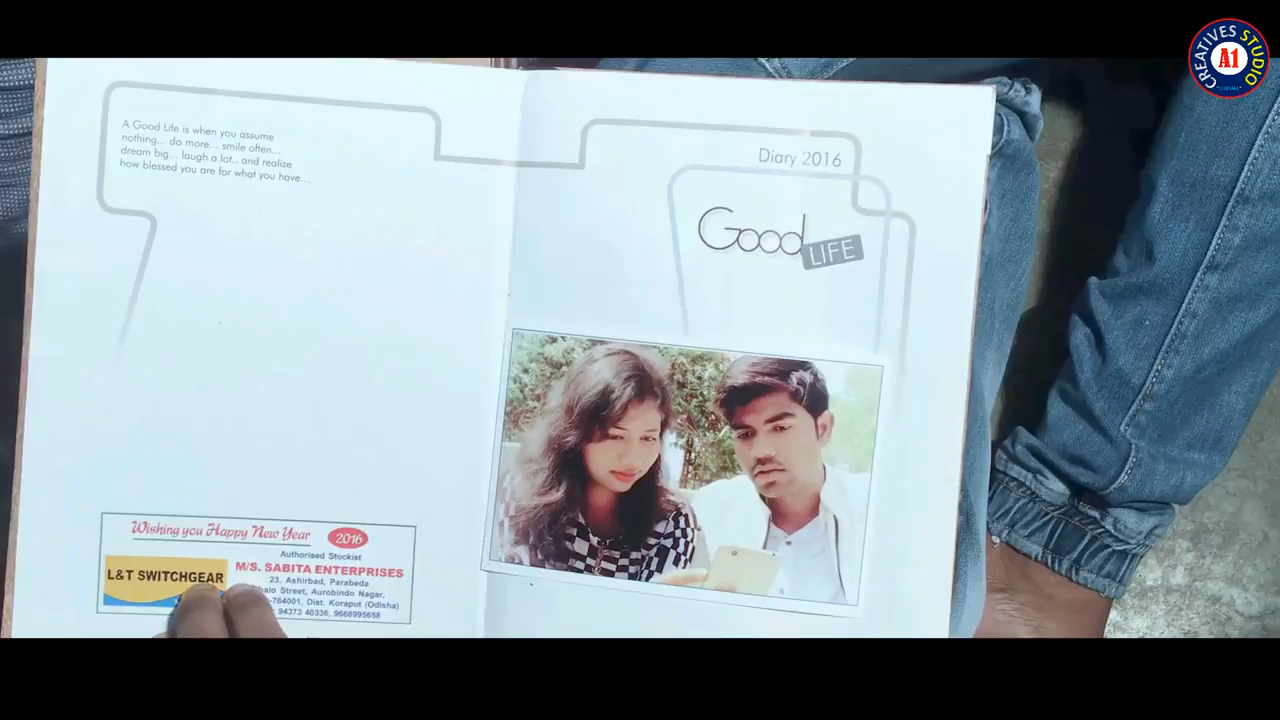 A Good Life is when you assume
nothing... do more... smile often...
dream big... laugh a lot.. and realize
how blessed you are for what you have...
Diary 2016
Good LIFE
Wishing you Happy New Year 2016
Authorised Stockist
L&T SWITCHGEAR
M/S. SABITA ENTERPRISES
23, Ashirbad, Parabeda
Street, Aurobindo Nagar,
-764001, Dist. Koraput (Odisha)
94373 40336, 9668995658
CREATIVES STUDIO
A1